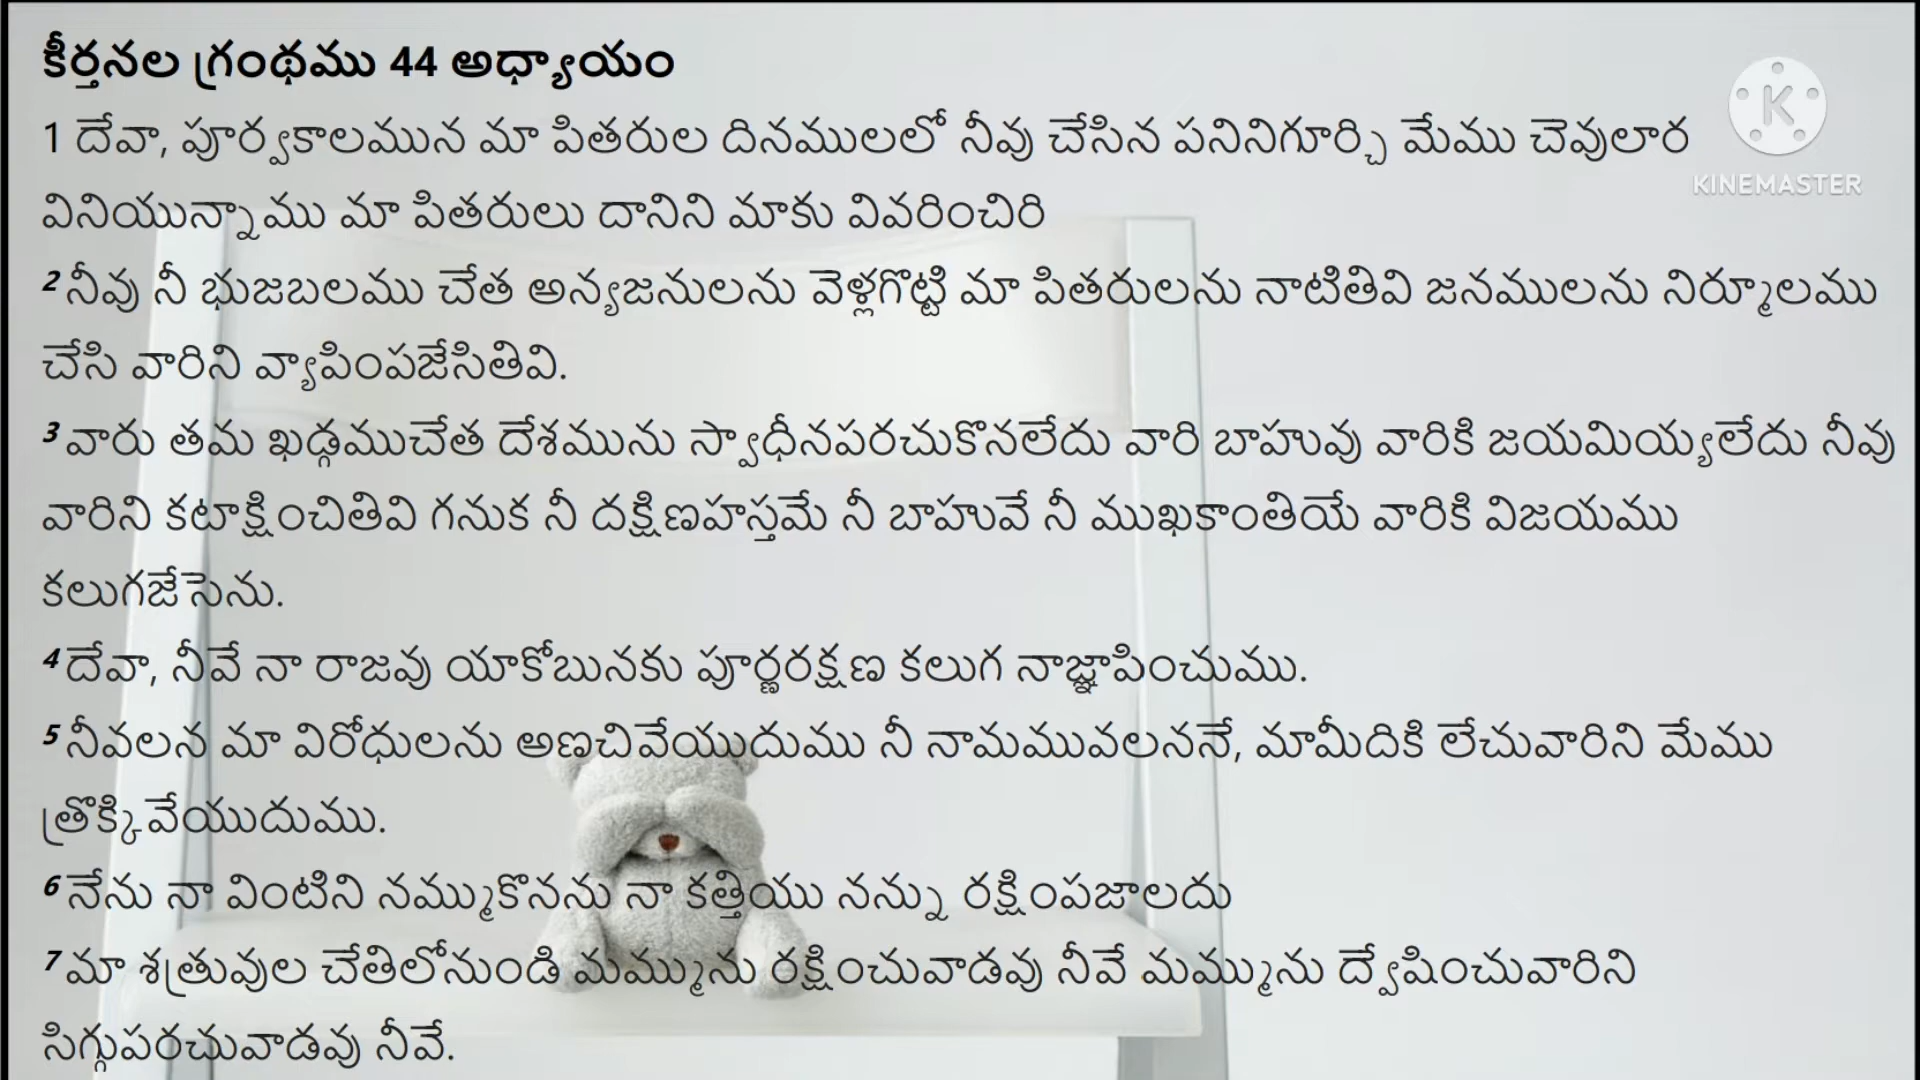 కీర్తనల గ్రంథము 44 అధ్యాయం
1 దేవా, పూర్వకాలమున మా పితరుల దినములలో నీవు చేసిన పనినిగూర్చి మేము చెవులార
వినియున్నాము మా పితరులు దానిని మాకు వివరించిరి
2 నీవు నీ భుజబలము చేత అన్యజనులను వెళ్లగొట్టి మా పితరులను నాటితివి జనములను నిర్మూలము
చేసి వారిని వ్యాపింపజేసితివి.
3 వారు తమ ఖడ్గముచేత దేశమును స్వాధీనపరచుకొనలేదు వారి బాహువు వారికి జయమియ్యలేదు నీవు
వారిని కటాక్షించితివి గనుక నీ దక్షిణహస్తమే నీ బాహువే నీ ముఖకాంతియే వారికి విజయము
కలుగజేసెను.
4 దేవా, నీవే నా రాజవు యాకోబునకు పూర్ణరక్షణ కలుగ నాజ్ఞాపించుము.
5 నీవలన మా విరోధులను అణచివేయుదుము నీ నామమువలననే, మామీదికి లేచువారిని మేము
త్రొక్కివేయుదుము.
6 నేను నా వింటిని నమ్ముకొనను నా కత్తియు నన్ను రక్షింపజాలదు
7 మా శత్రువుల చేతిలోనుండి మమ్మును రక్షించువాడవు నీవే మమ్మును ద్వేషించువారిని
సిగ్గుపరచువాడవు నీవే.
K
KINEMASTER